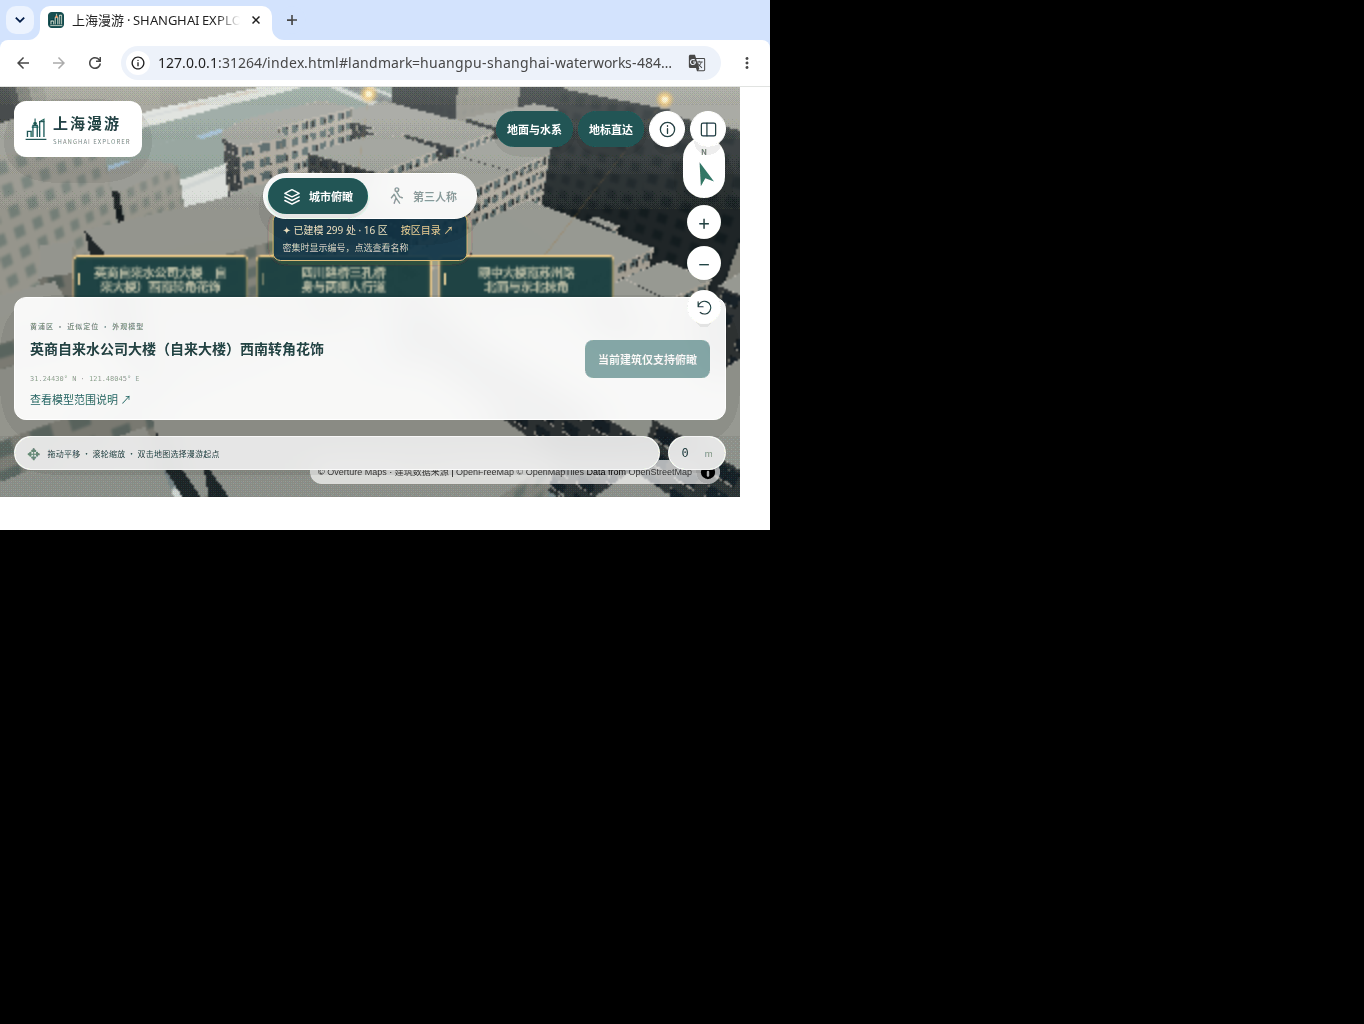 上海漫游 · SHANGHAI EXPLO
127.0.0.1:31264/index.html#landmark=huangpu-shanghai-waterworks-484...
上海漫游
SHANGHAI EXPLORER
地面与水系
地标直达
N
城市俯瞰
第三人称
✦ 已建模 299 处 · 16 区 按区目录 ↗
密集时显示编号，点选查看名称
英商自来水公司大楼（自
来水大楼）西南转角花饰
四川路桥三孔桥
身与两侧人行道
北面与东北抹角
黄浦区 · 近似定位 · 外观模型
英商自来水公司大楼（自来大楼）西南转角花饰
当前建筑仅支持俯瞰
31.24430° N · 121.48045° E
查看模型范围说明 ↗
拖动平移 · 滚轮缩放 · 双击地图选择漫游起点
0 m
© Overture Maps · 建筑数据来源 | OpenFreeMap © OpenMapTiles Data from OpenStreetMap